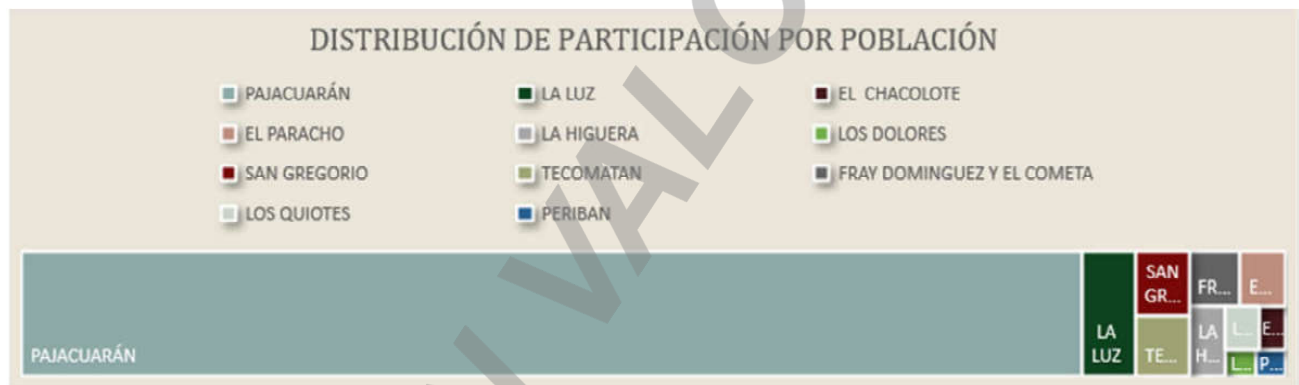 DISTRIBUCIÓN DE PARTICIPACIÓN POR POBLACIÓN
PAJACUARÁN
LA LUZ
EL CHACOLOTE
EL PARACHO
LA HIGUERA
LOS DOLORES
SAN GREGORIO
TECOMATAN
FRAY DOMINGUEZ Y EL COMETA
LOS QUIOTES
PERIBAN
PAJACUARÁN
LA
LUZ
SAN
GR...
TE...
FR...
E...
LA
H...
L...
E...
L...
P...